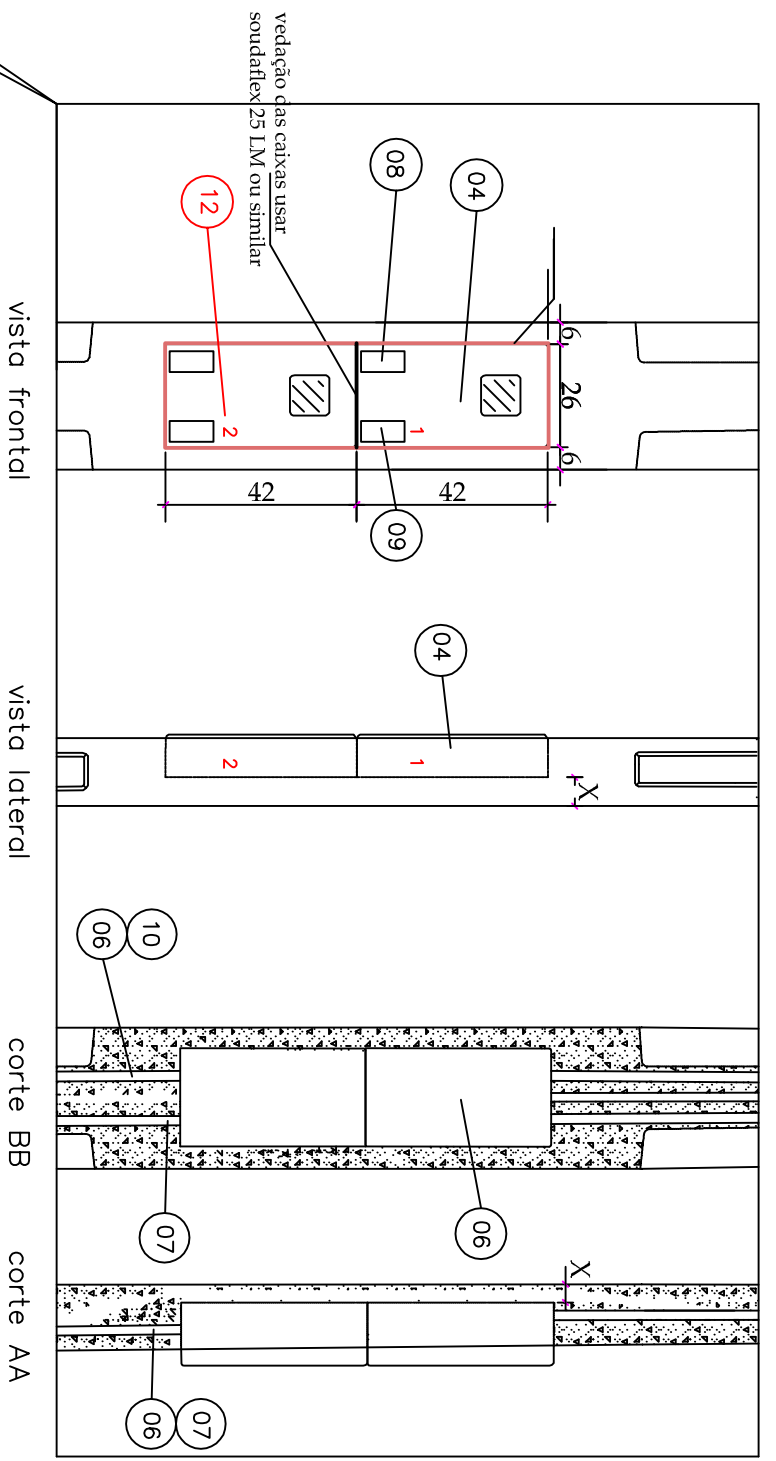 vedação das caixas usar
soudaflex 25 LM ou similar
08
04
12
6
26
6
1
2
42
42
09
vista frontal
04
1
2
X
vista lateral
10
06
06
07
corte BB
X
07
06
corte AA